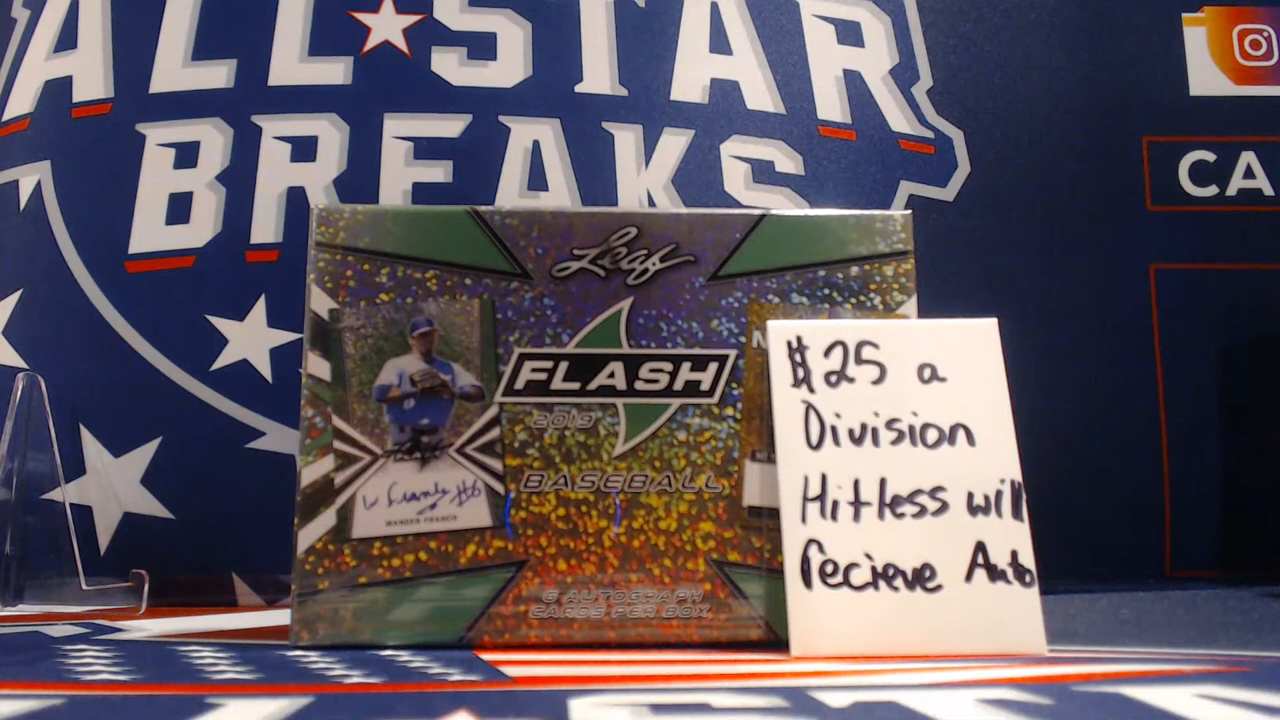 ALL★STAR
BREAKS
CA
Leaf
FLASH
2019
BASEBALL
WANDER FRANCO
6 AUTOGRAPH
CARDS PER BOX
$25 a
Division
Hitless will
recieve Auto